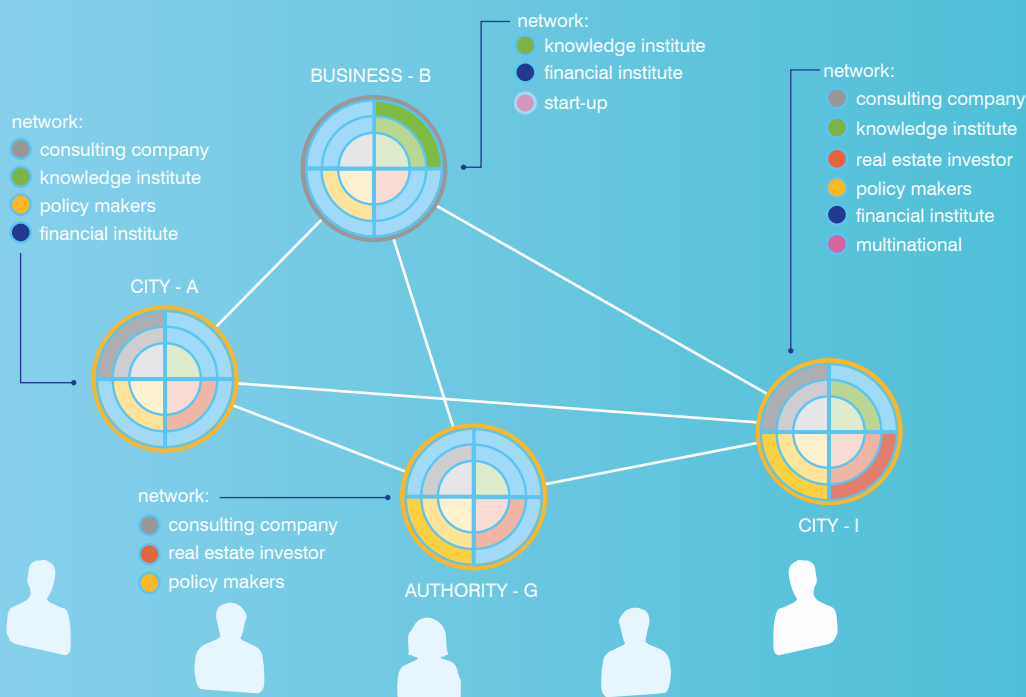 network:
knowledge institute
financial institute
start-up
BUSINESS - B
network:
consulting company
knowledge institute
real estate investor
policy makers
financial institute
multinational
network:
consulting company
knowledge institute
policy makers
financial institute
CITY - A
CITY - I
network:
consulting company
real estate investor
policy makers
AUTHORITY - G